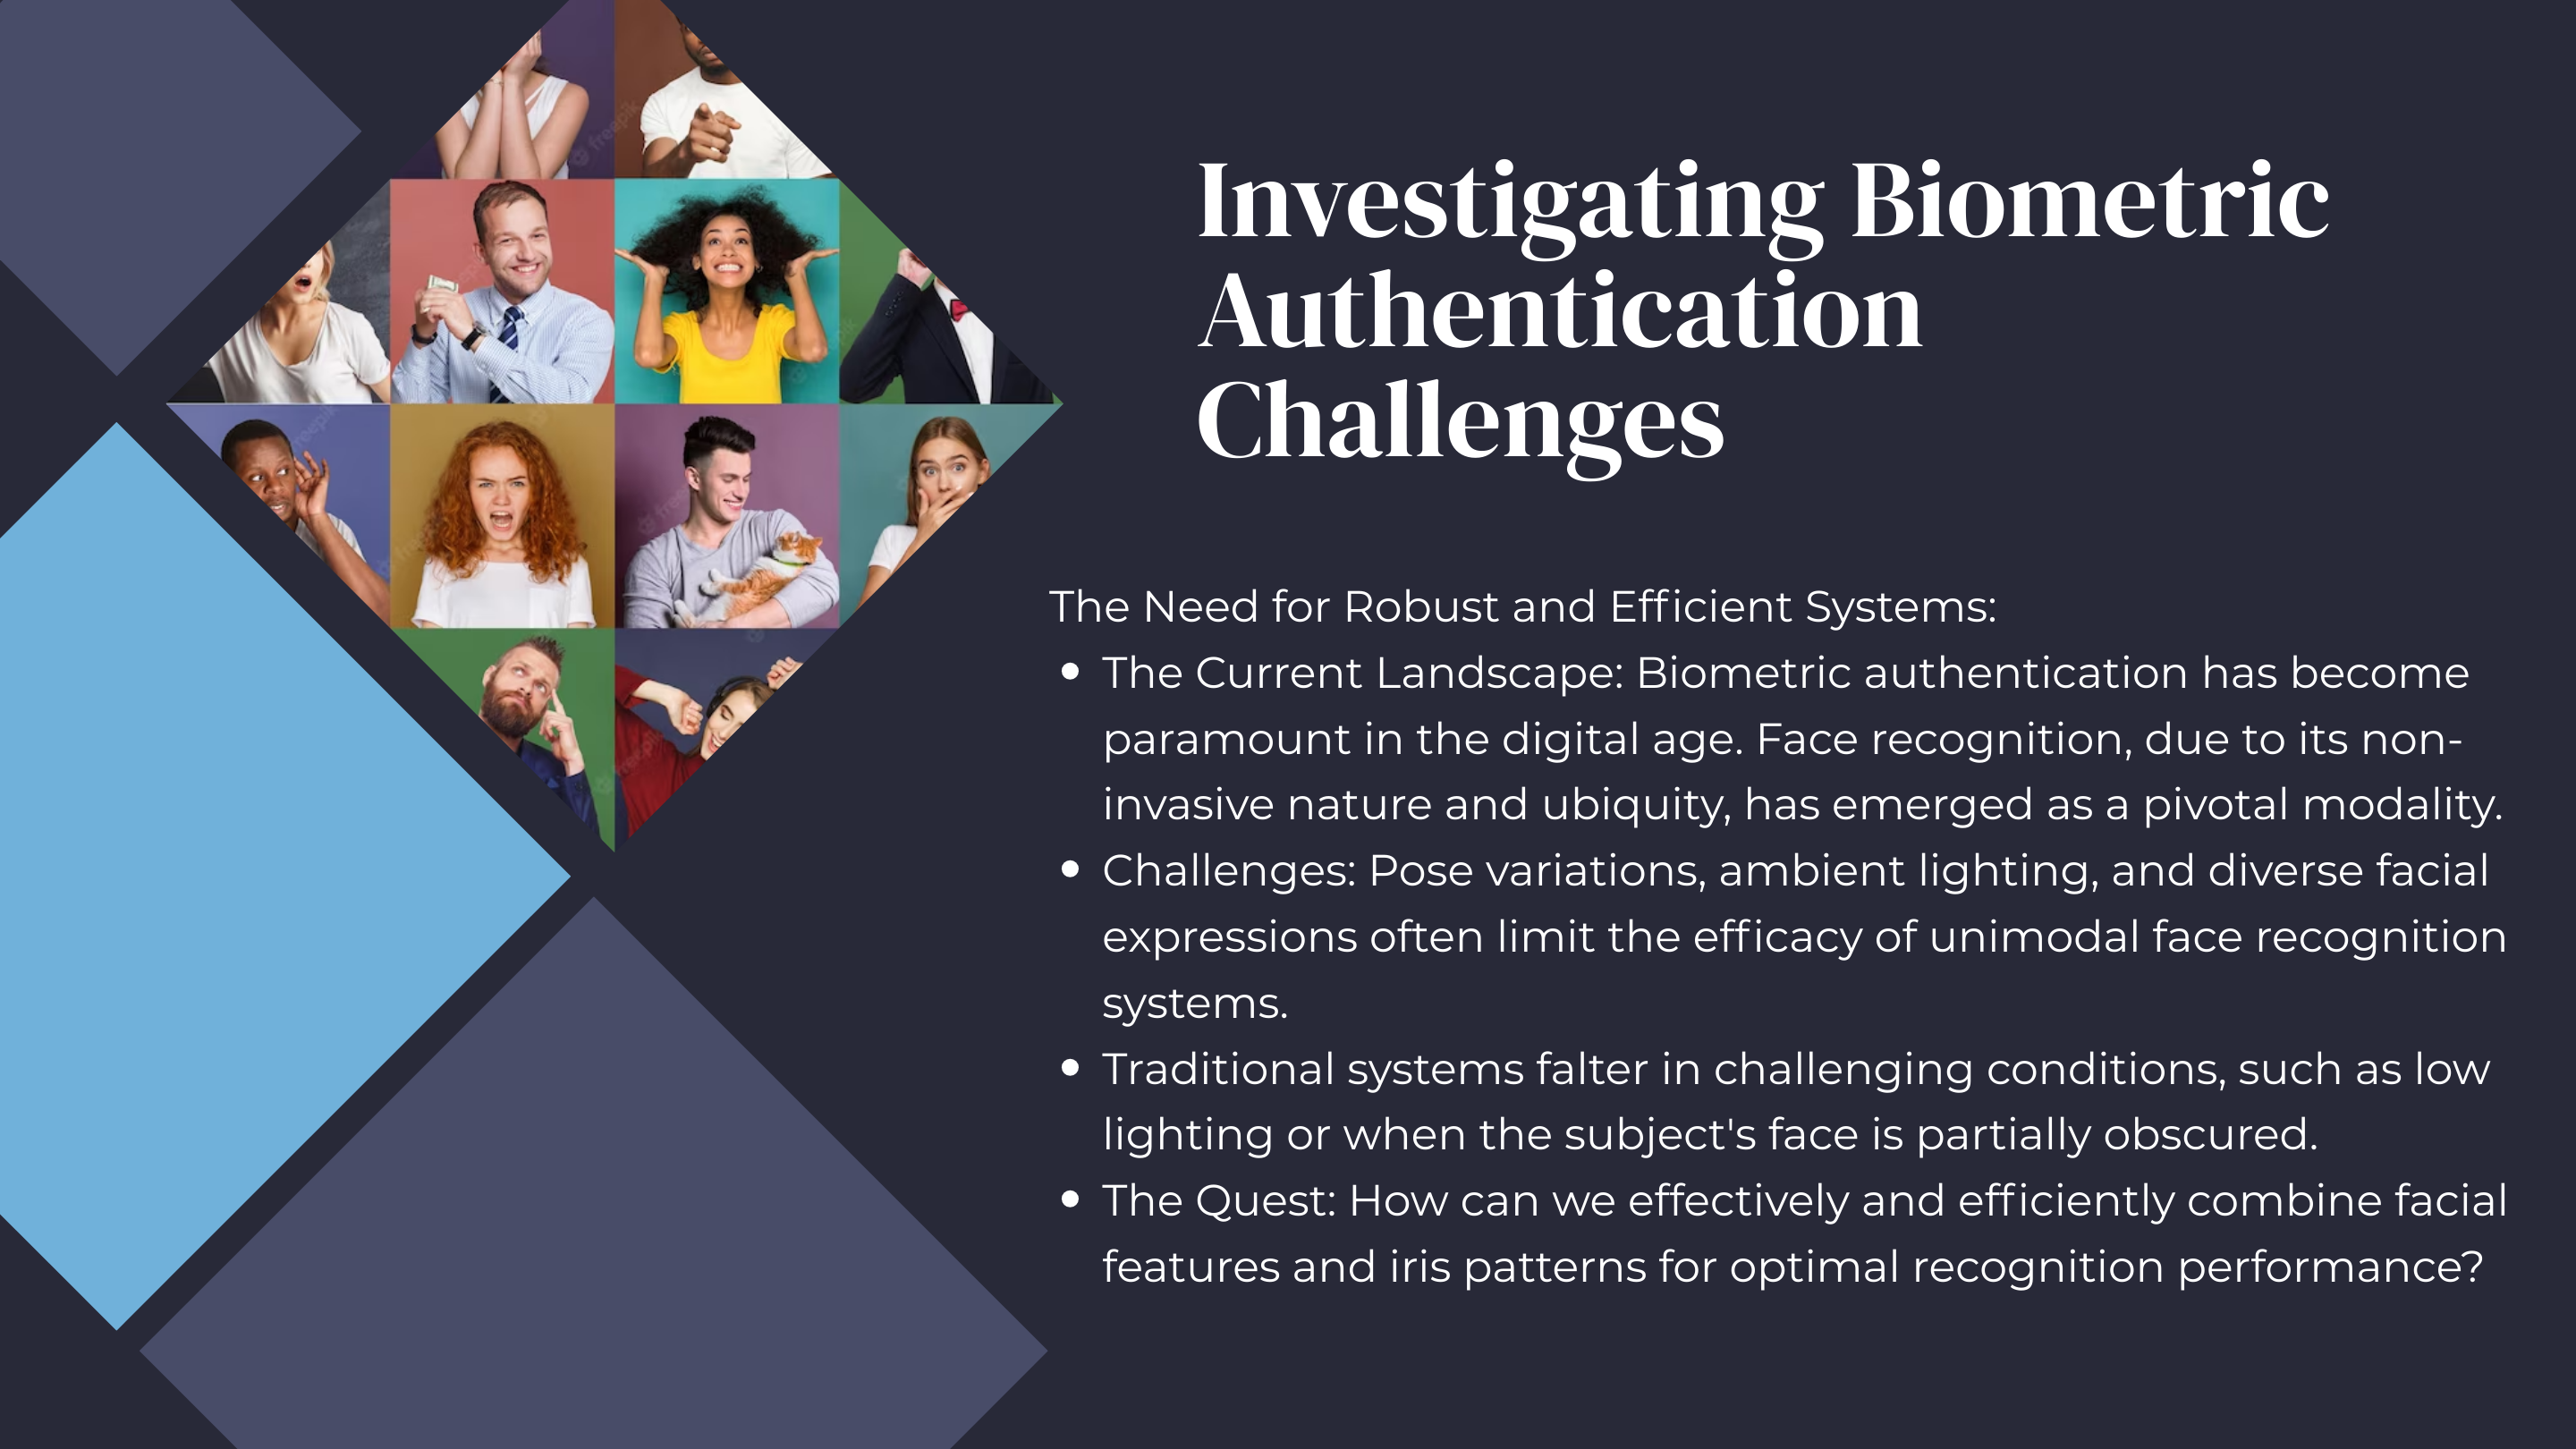 Investigating Biometric
Authentication
Challenges
The Need for Robust and Efficient Systems:
• The Current Landscape: Biometric authentication has become
paramount in the digital age. Face recognition, due to its non-
invasive nature and ubiquity, has emerged as a pivotal modality.
• Challenges: Pose variations, ambient lighting, and diverse facial
expressions often limit the efficacy of unimodal face recognition
systems.
• Traditional systems falter in challenging conditions, such as low
lighting or when the subject's face is partially obscured.
• The Quest: How can we effectively and efficiently combine facial
features and iris patterns for optimal recognition performance?
freepik